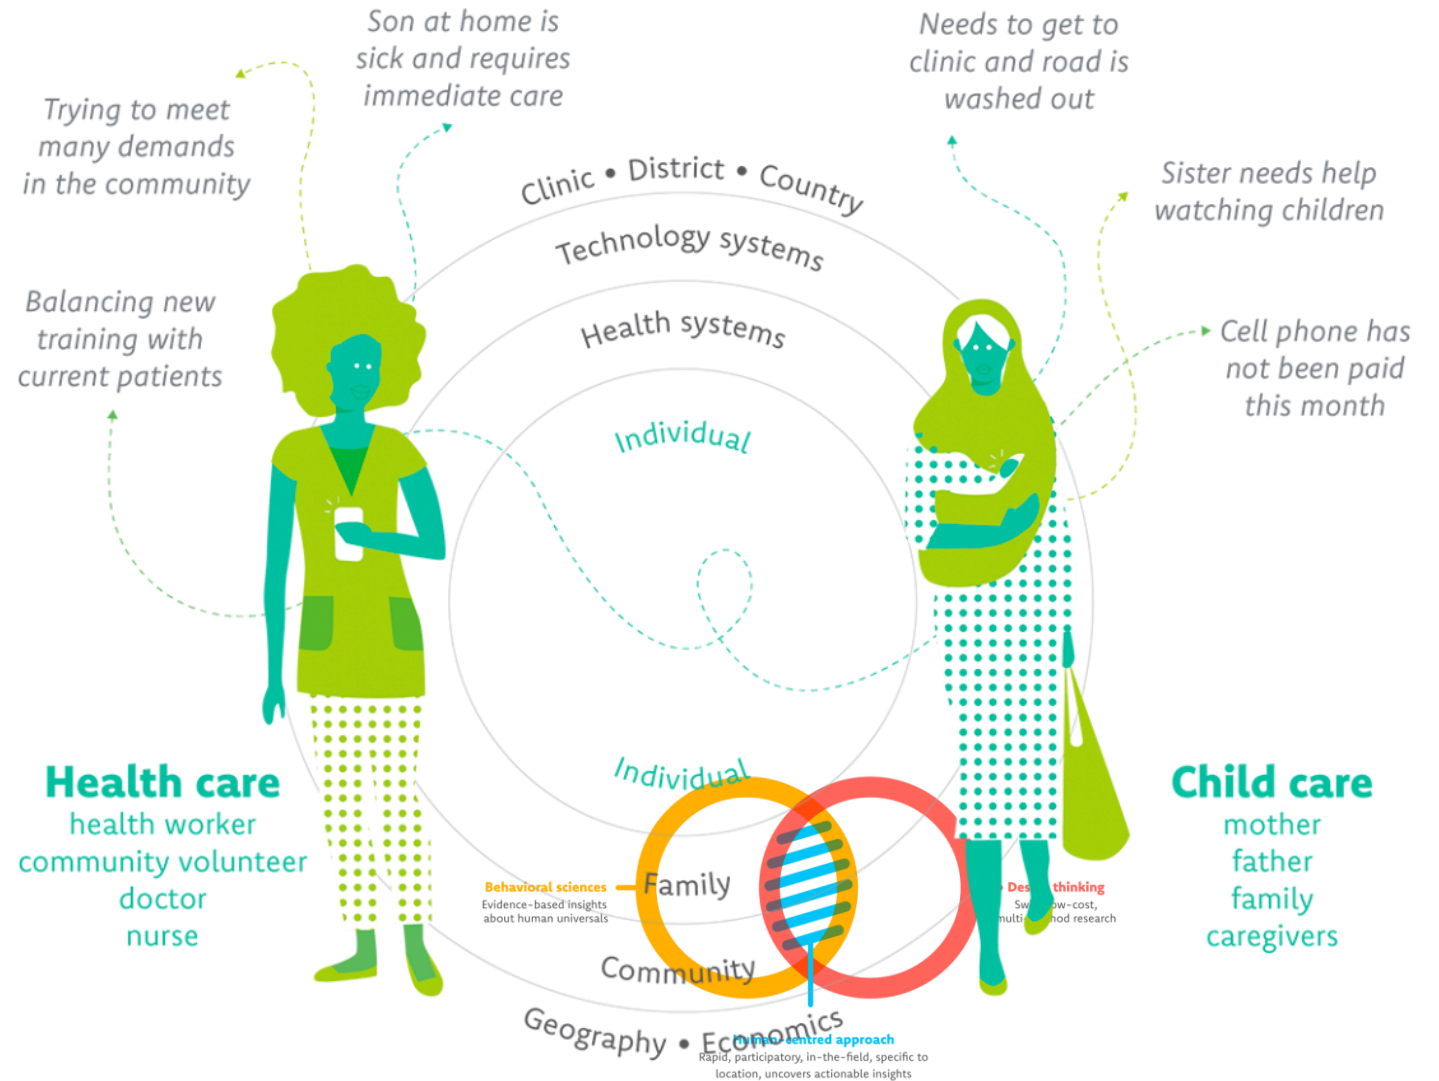 Son at home is
sick and requires
immediate care
Needs to get to
clinic and road is
washed out
Trying to meet
many demands
in the community
Sister needs help
watching children
Balancing new
training with
current patients
Cell phone has
not been paid
this month
Clinic • District • Country
Technology systems
Health systems
Individual
Individual
Health care
health worker
community volunteer
doctor
nurse
Child care
mother
father
family
caregivers
Behavioral sciences
Evidence-based insights
about human universals
Family
thinking
research
Community
Geography • Economics
approach
Rapid, participatory, in-the-field, specific to
location, uncovers actionable insights